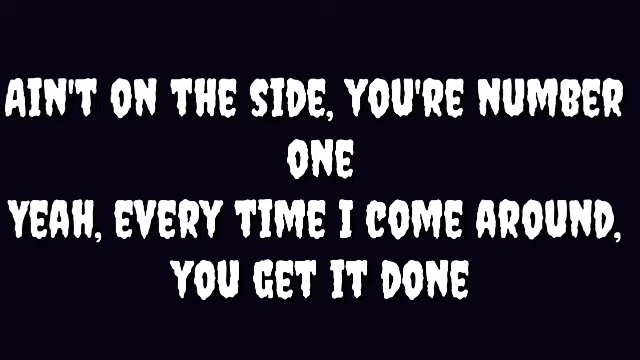 AIN'T ON THE SIDE, YOU'RE NUMBER
ONE
YEAH, EVERY TIME I COME AROUND,
YOU GET IT DONE